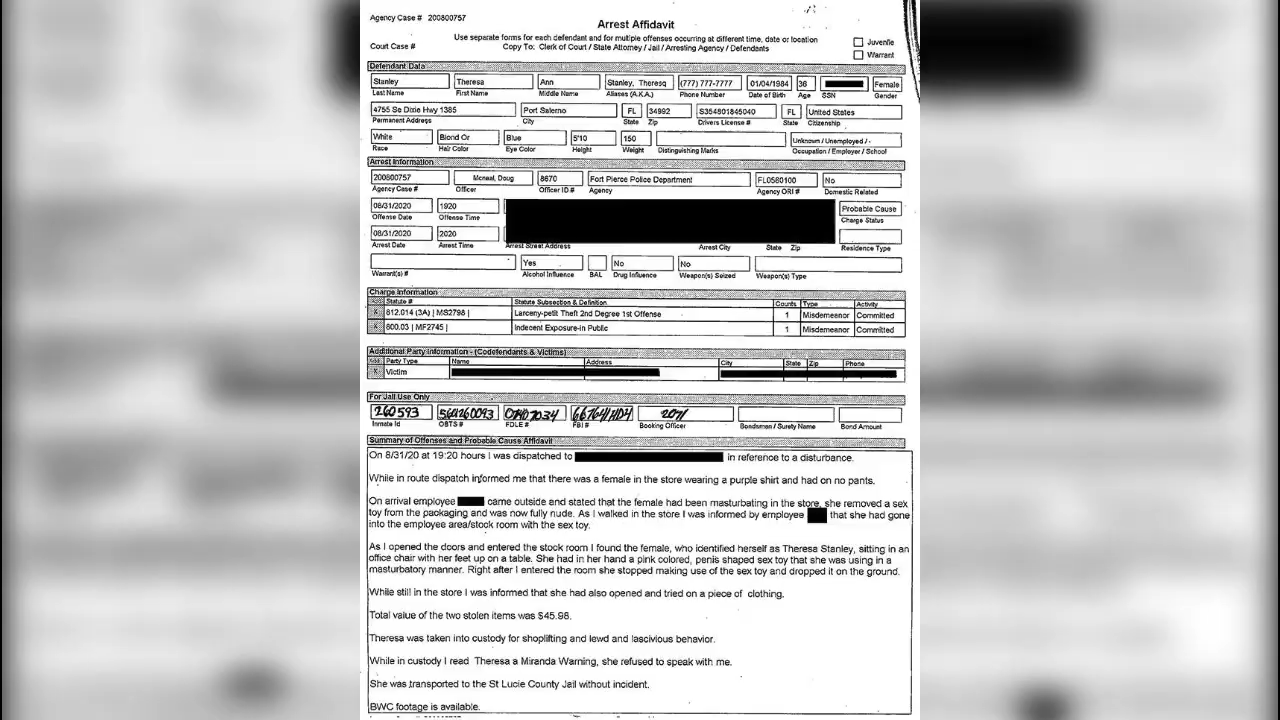 Agency Case # 200800757
Arrest Affidavit
Use separate forms for each defendant and for multiple offenses occurring at different time, date or location
Court Case # Copy To: Clerk of Court / State Attorney / Jail / Arresting Agency / Defendants
Juvenile
Warrant
Defendant Data
Stanley Theresa Ann Stanley, Theresq (777) 777-7777 01/04/1984 36 Female
Last Name First Name Middle Name Aliases (A.K.A.) Phone Number Date of Birth Age SSN Gender
4755 Se Dixie Hwy 1385 Port Salerno FL 34992 S354801845040 FL United States
Permanent Address City State Zip Drivers License # State Citizenship
White Blond Or Blue 5'10 150 Unknown / Unemployed / -
Race Hair Color Eye Color Height Weight Distinguishing Marks Occupation / Employer / School
Arrest Information
200800757 Mcneal, Doug 8670 Fort Pierce Police Department FL0560100 No
Agency Case # Officer Officer ID # Agency Agency ORI # Domestic Related
08/31/2020 1920 Probable Cause
Offense Date Offense Time Charge Status
08/31/2020 2020
Arrest Date Arrest Time Arrest Street Address Arrest City State Zip Residence Type
Yes No No
Warrant(s) # Alcohol Influence BAL Drug Influence Weapon(s) Seized Weapon(s) Type
Charge Information
Statute # Statute Subsection & Definition Counts Type Activity
812.014 (3A) | MS2798 | Larceny-petit Theft 2nd Degree 1st Offense 1 Misdemeanor Committed
800.03 | MF2745 | Indecent Exposure-in Public 1 Misdemeanor Committed
Additional Party Information - (Codefendants & Victims)
Party Type Name Address City State Zip Phone
Victim
For Jail Use Only
260593
Inmate Id OBTS # FDLE # FBI # Booking Officer Bondsman / Surety Name Bond Amount
Summary of Offenses and Probable Cause Affidavit
On 8/31/20 at 19:20 hours I was dispatched to in reference to a disturbance.
While in route dispatch informed me that there was a female in the store wearing a purple shirt and had on no pants.
On arrival employee came outside and stated that the female had been masturbating in the store, she removed a sex
toy from the packaging and was now fully nude. As I walked in the store I was informed by employee that she had gone
into the employee area/stock room with the sex toy.
As I opened the doors and entered the stock room I found the female, who identified herself as Theresa Stanley, sitting in an
office chair with her feet up on a table. She had in her hand a pink colored, penis shaped sex toy that she was using in a
masturbatory manner. Right after I entered the room she stopped making use of the sex toy and dropped it on the ground.
While still in the store I was informed that she had also opened and tried on a piece of clothing.
Total value of the two stolen items was $45.98.
Theresa was taken into custody for shoplifting and lewd and lascivious behavior.
While in custody I read Theresa a Miranda Warning, she refused to speak with me.
She was transported to the St Lucie County Jail without incident.
BWC footage is available.